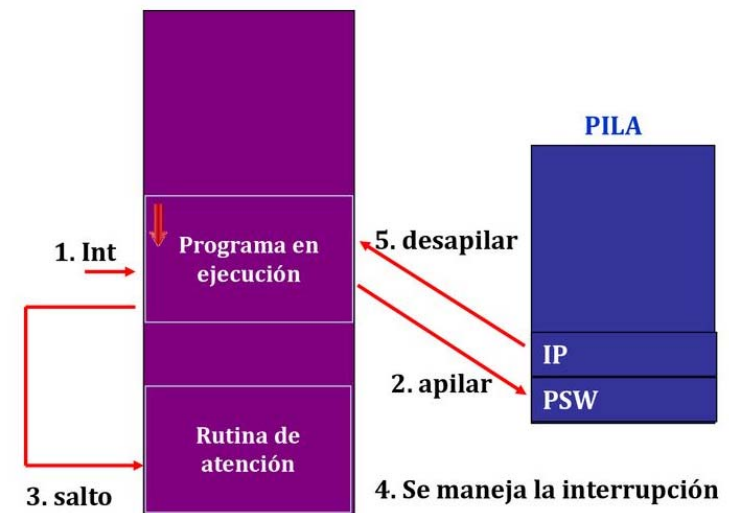 PILA
1. Int
Programa en
ejecución
5. desapilar
2. apilar
IP
PSW
Rutina de
atención
3. salto
4. Se maneja la interrupción